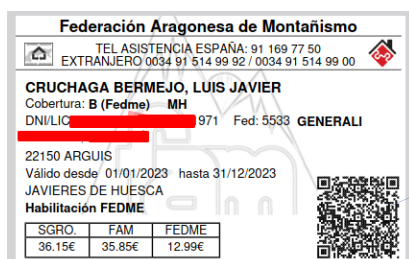 Federación Aragonesa de Montañismo
TEL ASISTENCIA ESPAÑA: 91 169 77 50
EXTRANJERO 0034 91 514 99 92 / 0034 91 514 99 00
CRUCHAGA BERMEJO, LUIS JAVIER
Cobertura: B (Fedme) MH
DNI/LIC 971 Fed: 5533 GENERALI
22150 ARGUIS
Válido desde 01/01/2023 hasta 31/12/2023
JAVIERES DE HUESCA
Habilitación FEDME
SGRO. FAM FEDME
36.15€ 35.85€ 12.99€